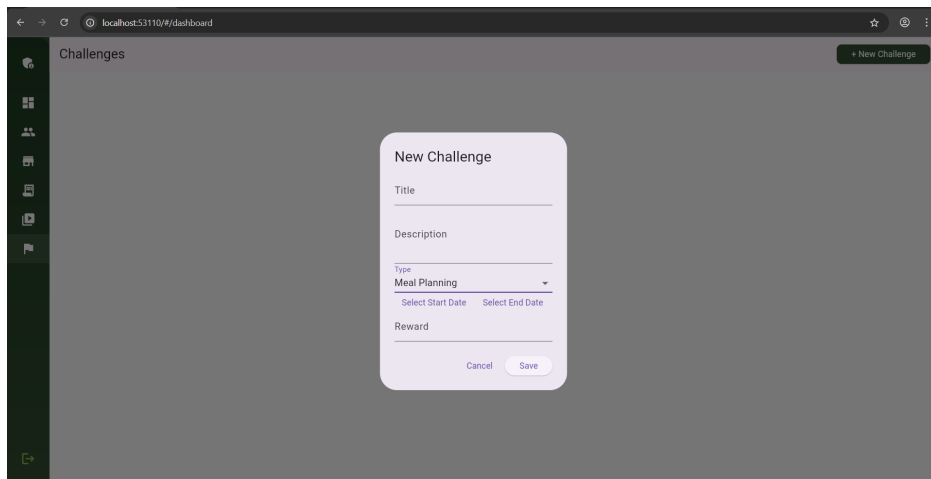 localhost:53110/#/dashboard
Challenges
+ New Challenge
New Challenge
Title
Description
Type
Meal Planning
Select Start Date Select End Date
Reward
Cancel Save